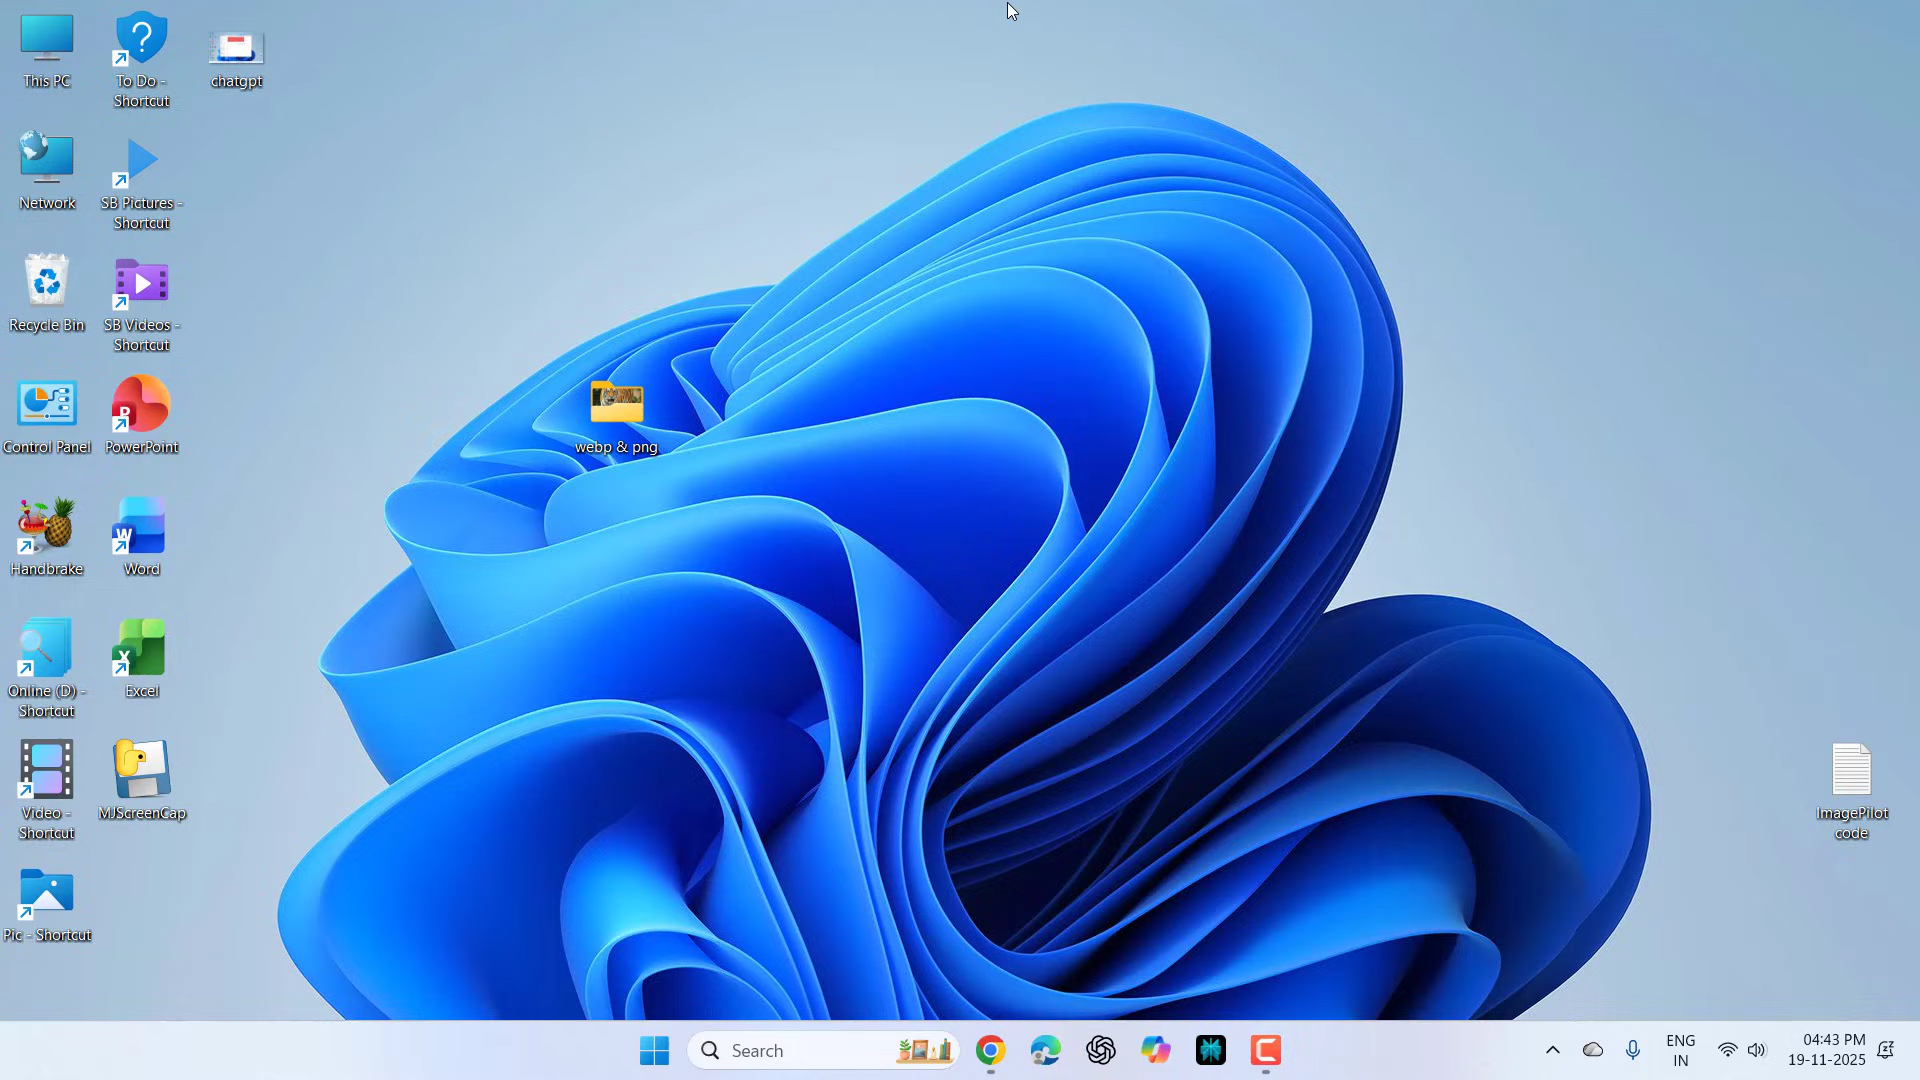 This PC
To Do -
Shortcut
chatgpt
Network
SB Pictures -
Shortcut
Recycle Bin
SB Videos -
Shortcut
webp & png
Control Panel
PowerPoint
Handbrake
Word
Online (D) -
Shortcut
Excel
Video -
Shortcut
MJScreenCap
ImagePilot
code
Pic - Shortcut
Search
ENG
IN
04:43 PM
19-11-2025